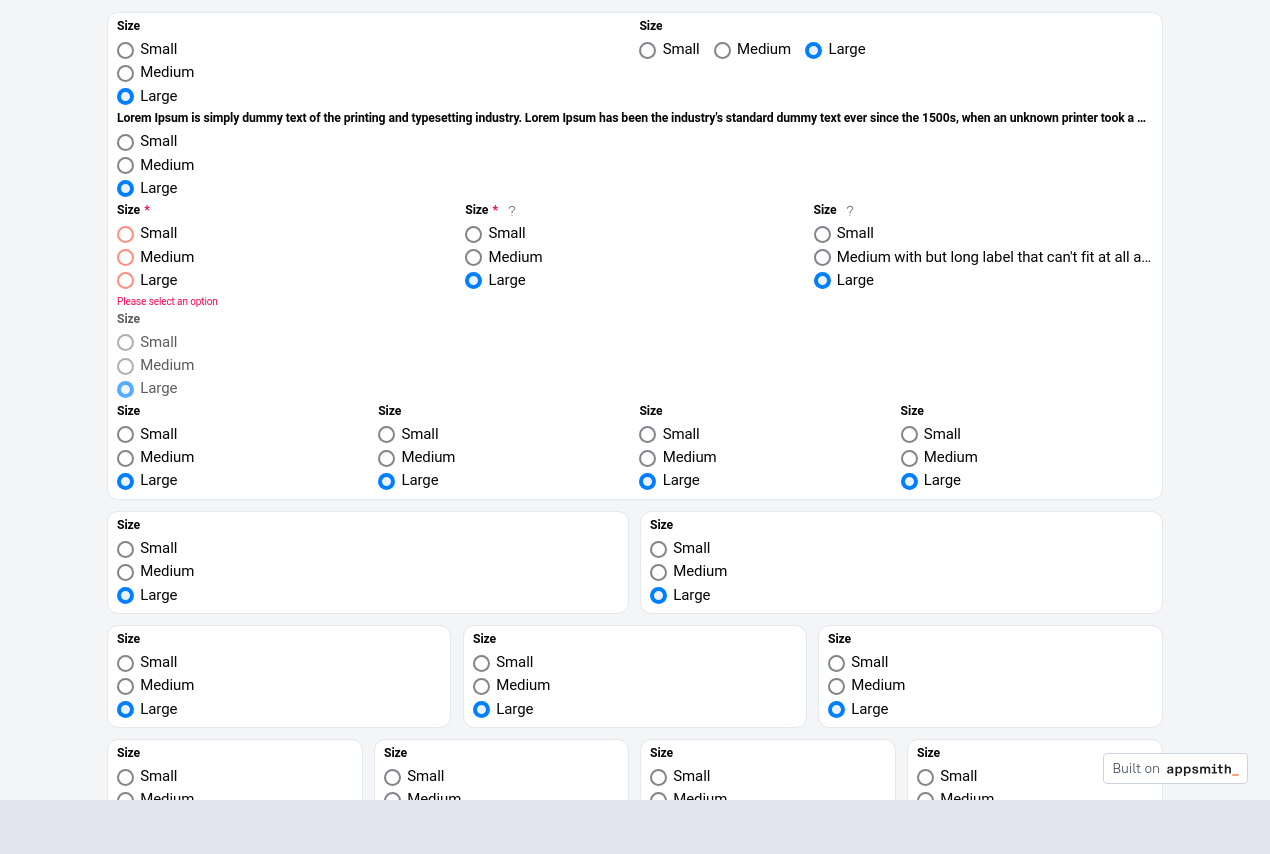 Size Size
Small Small Medium Large
Medium
Large
Lorem Ipsum is simply dummy text of the printing and typesetting industry. Lorem Ipsum has been the industry's standard dummy text ever since the 1500s, when an unknown printer took a ...
Small
Medium
Large
Size * Size * ? Size ?
Small Small Small
Medium Medium Medium with but long label that can't fit at all a...
Large Large Large
Please select an option
Size
Small
Medium
Large
Size Size Size Size
Small Small Small Small
Medium Medium Medium Medium
Large Large Large Large
Size Size
Small Small
Medium Medium
Large Large
Size Size Size
Small Small Small
Medium Medium Medium
Large Large Large
Size Size Size Size
Small Small Small Small
Built on appsmith_
Medium Medium Medium Medium